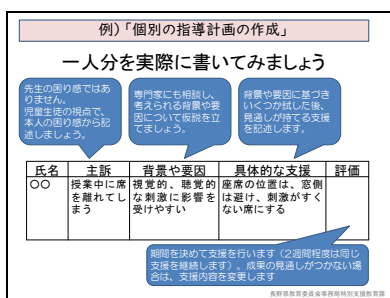 例)「個別の指導計画の作成」
一人分を実際に書いてみましょう
先生の困り感ではあ
りません。
児童生徒の視点で、
本人の困り感から記
述しましょう。
専門家にも相談し、
考えられる背景や要
因について仮説を立
てましょう。
背景や要因に基づき
いくつか試した後、
見通しが持てる支援
を記述します。
氏名 主訴 背景や要因 具体的な支援 評価
○○ 授業中に席を離れてしまう 視覚的、聴覚的な刺激に影響を受けやすい 座席の位置は、窓側は避け、刺激がすくない席にする
期間を決めて支援を行います(2週間程度は同じ
支援を継続します)。成果の見通しがつかない場
合は、支援内容を変更します
長野県教育委員会事務局特別支援教育課